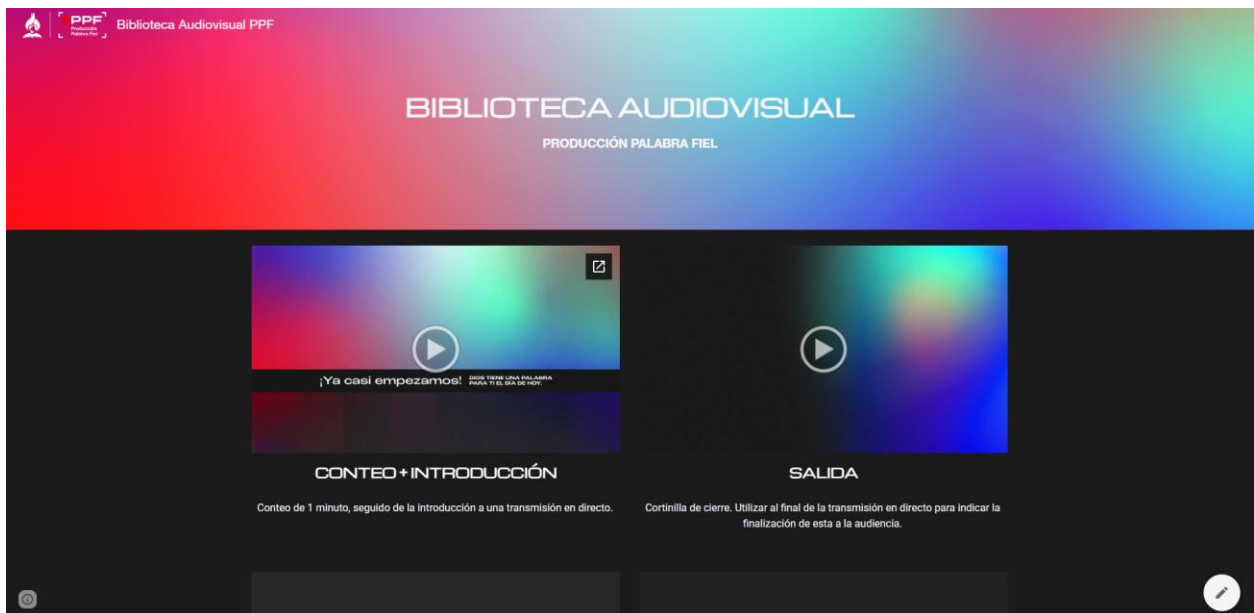 PPF
Producción
Palabra Fiel
Biblioteca Audiovisual PPF
BIBLIOTECA AUDIOVISUAL
PRODUCCIÓN PALABRA FIEL
¡Ya casi empezamos!
DIOS TIENE UNA PALABRA
PARA TI EL DÍA DE HOY.
CONTEO + INTRODUCCIÓN
SALIDA
Conteo de 1 minuto, seguido de la introducción a una transmisión en directo.
Cortinilla de cierre. Utilizar al final de la transmisión en directo para indicar la
finalización de esta a la audiencia.